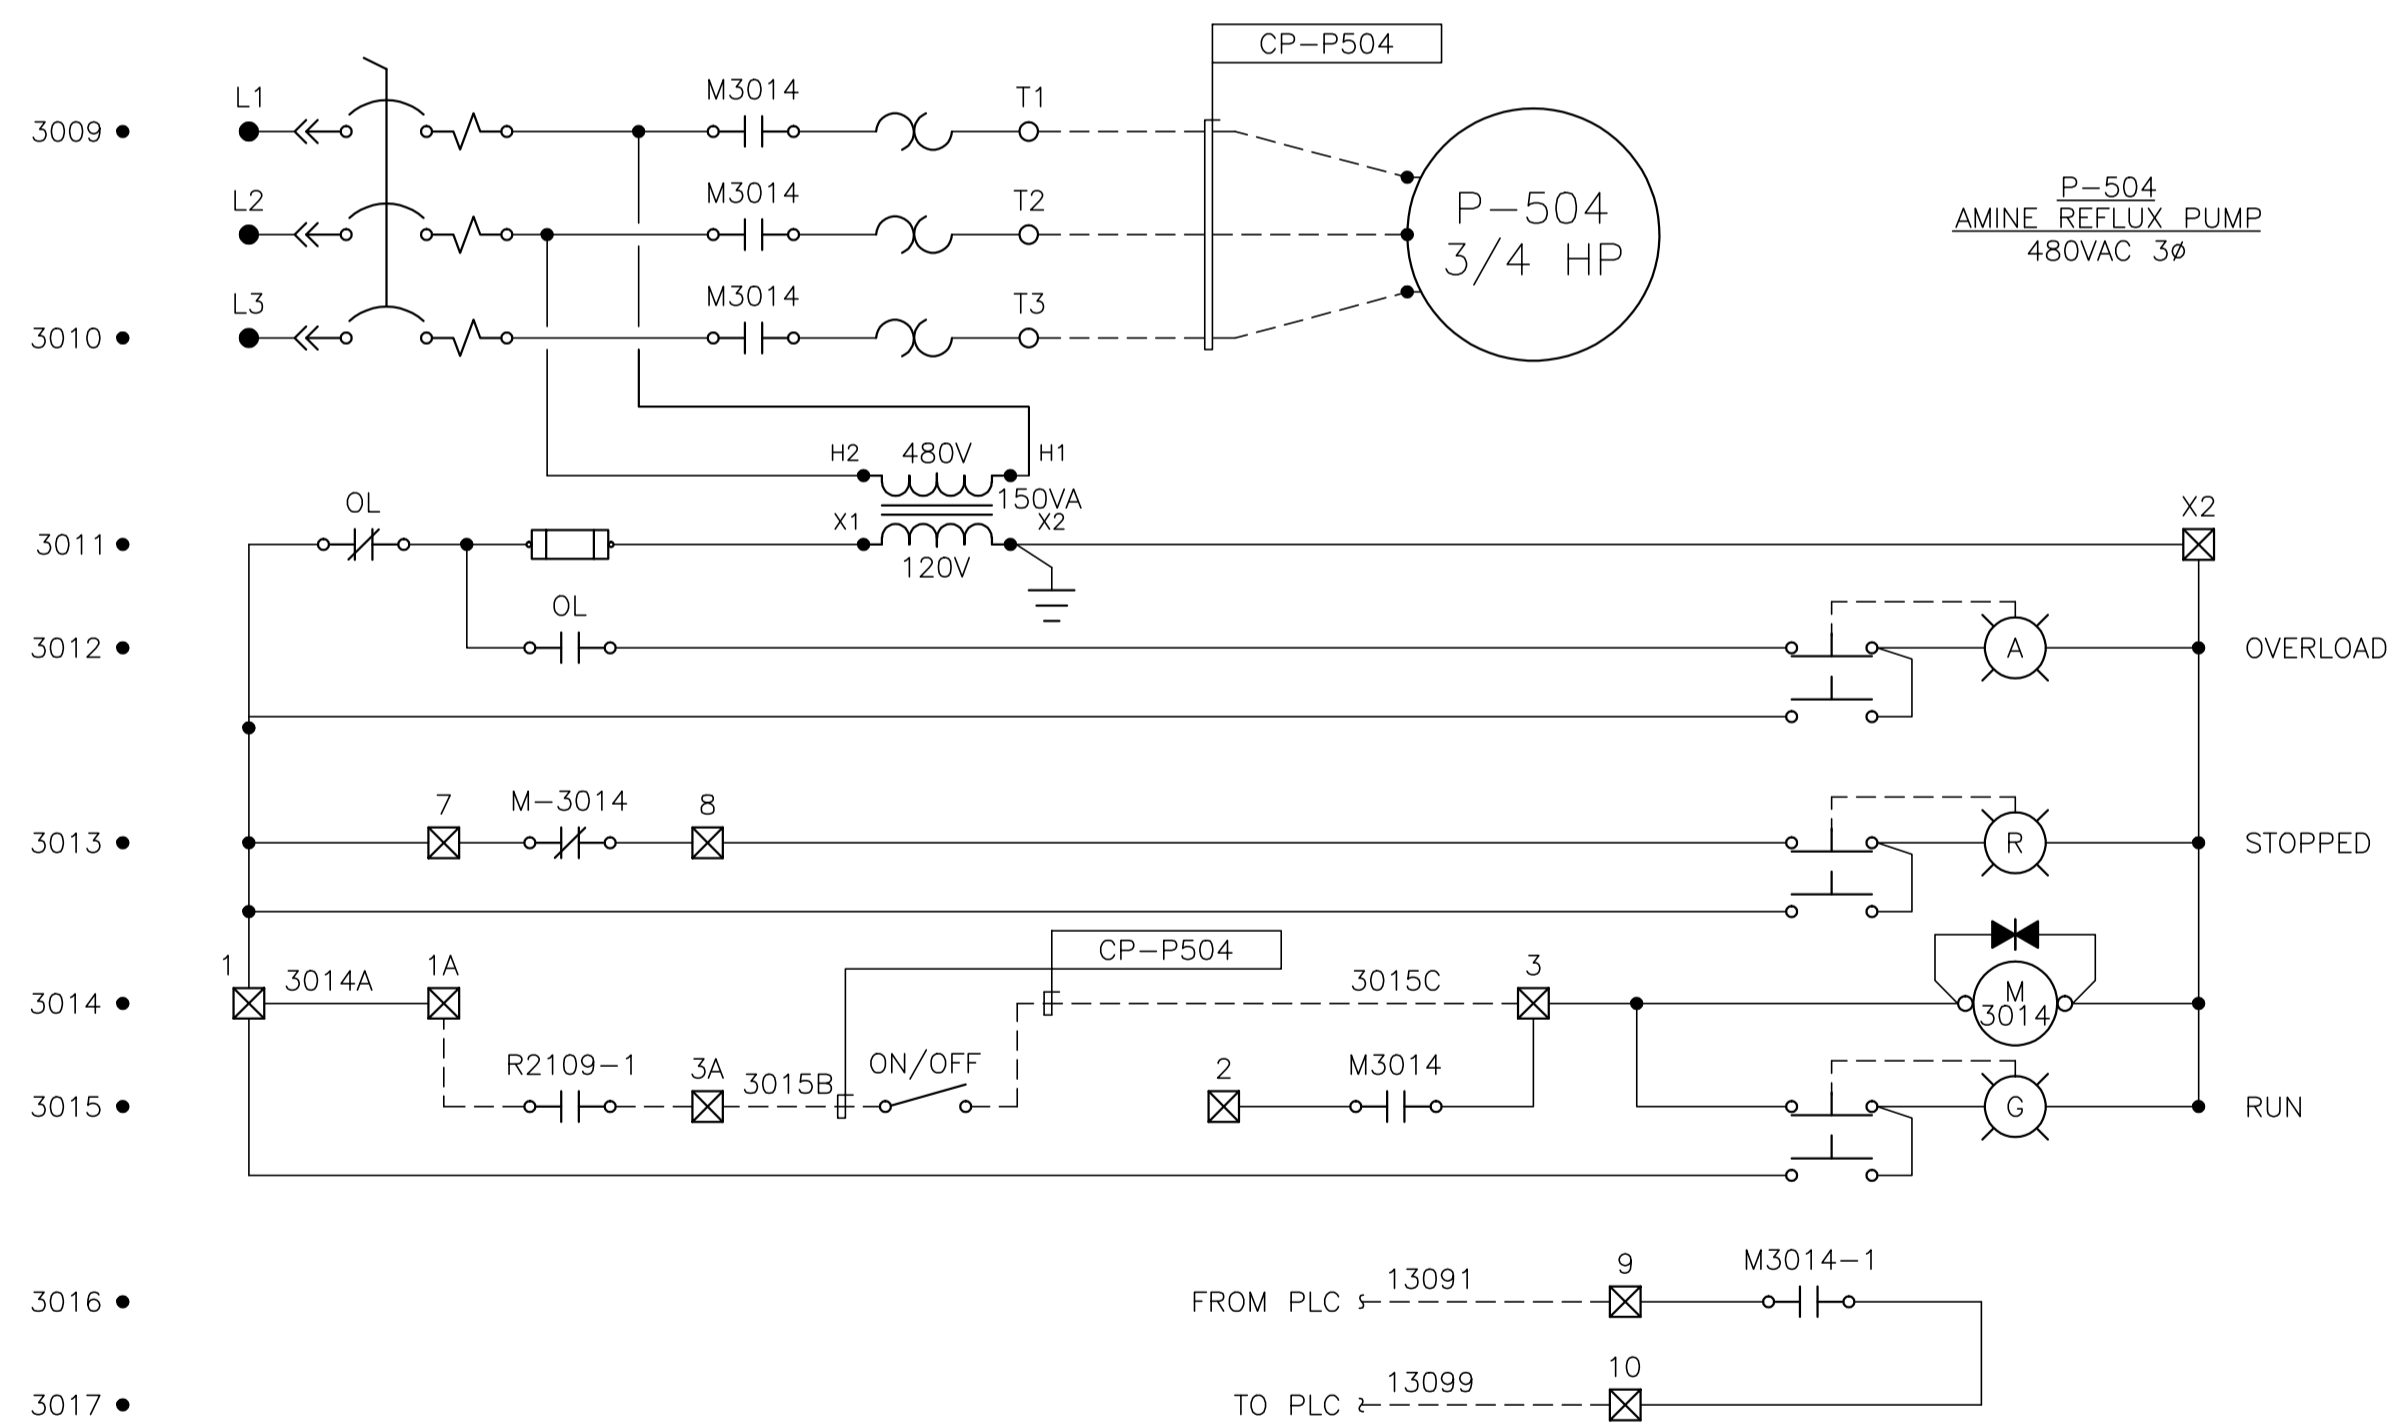 CP-P504
L1
M3014
T1
3009
L2
M3014
T2
P-504
3/4 HP
P-504
AMINE REFLUX PUMP
480VAC 3ø
L3
M3014
T3
3010
H2
480V
H1
150VA
OL
X1
X2
X2
3011
120V
OL
3012
A
OVERLOAD
7
M-3014
8
3013
R
STOPPED
CP-P504
1
3014A
1A
3015C
3
3014
M
3014
R2109-1
3A
3015B
ON/OFF
2
M3014
3015
G
RUN
13091
9
M3014-1
3016
FROM PLC
13099
10
3017
TO PLC